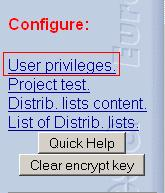 Configure:
User privileges.
Project test.
Distrib. lists content.
List of Distrib. lists.
Quick Help
Clear encrypt key